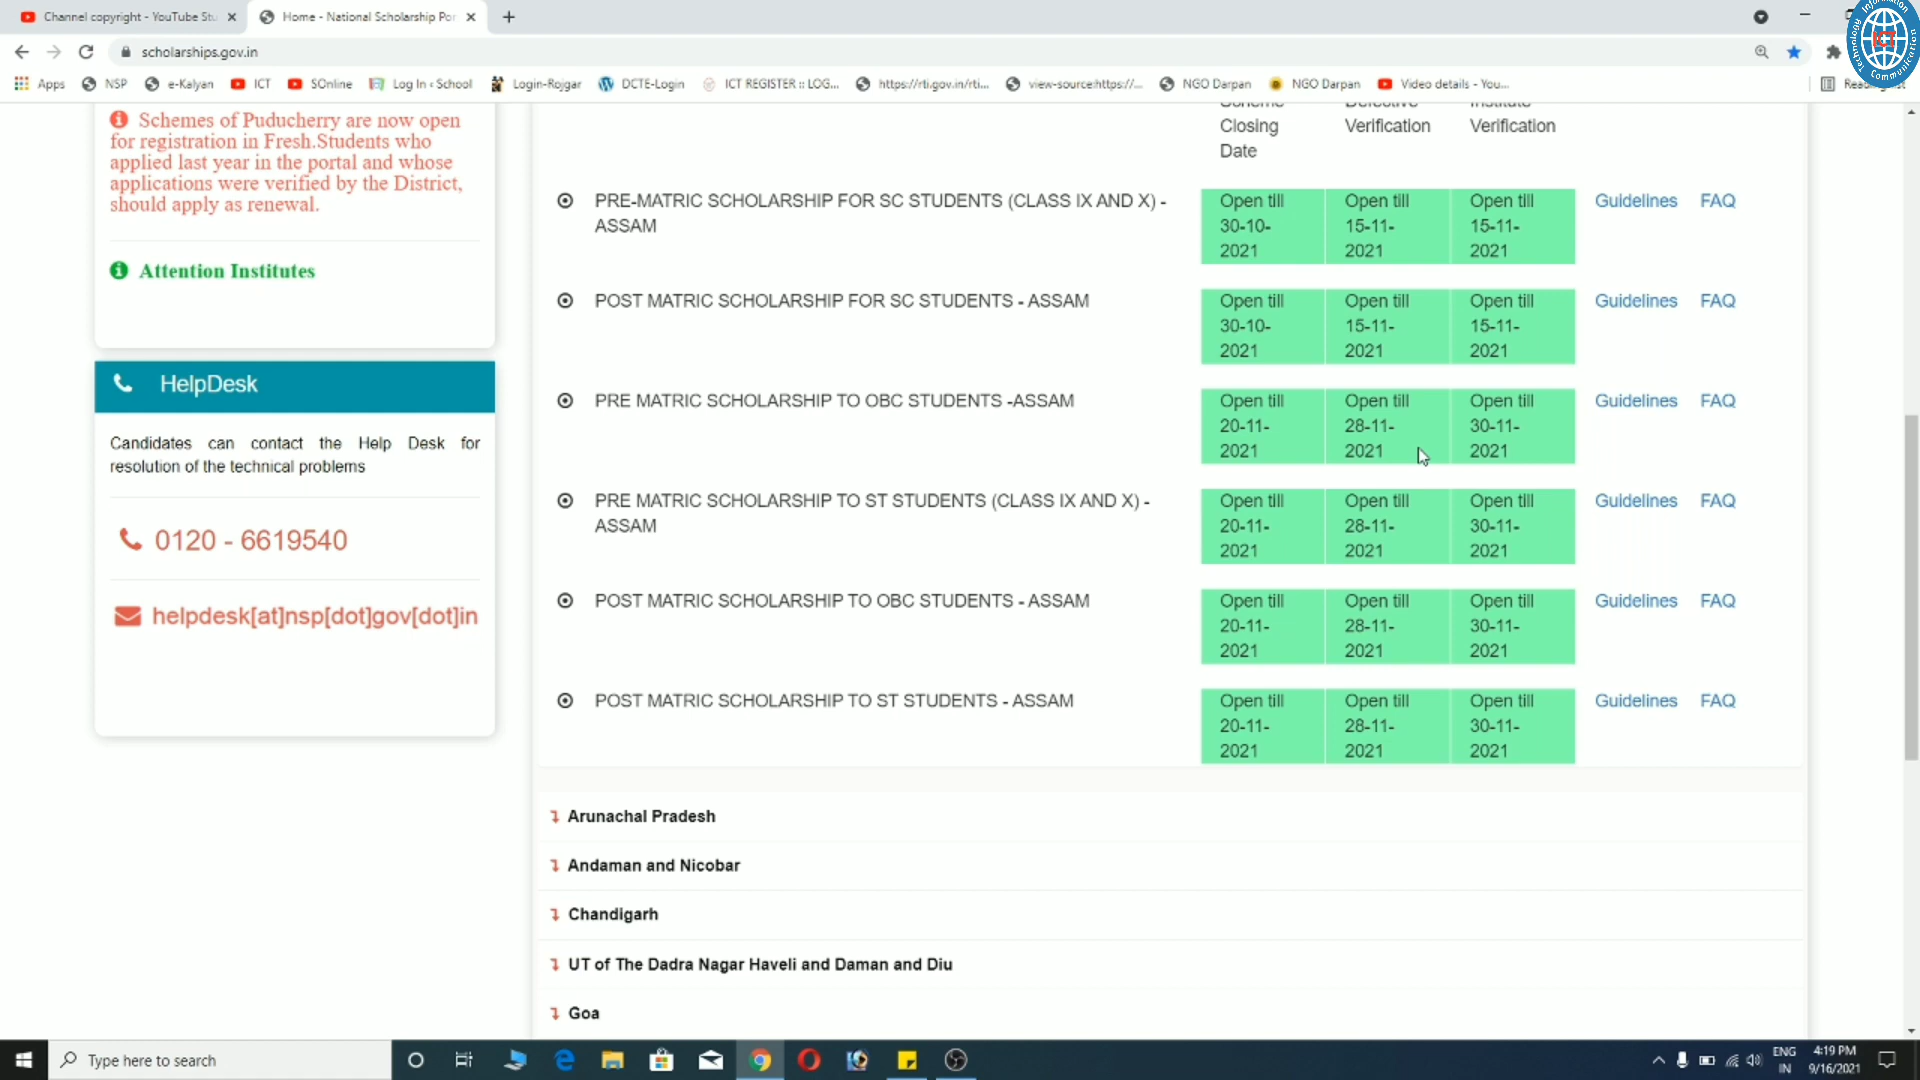 Channel copyright - YouTube Stu
Home - National Scholarship Por
scholarships.gov.in
Apps
NSP
e-Kalyan
ICT
SOnline
Log In ‹ School
Login-Rojgar
DCTE-Login
ICT REGISTER :: LOG...
https://rti.gov.in/rti...
view-source:https://...
NGO Darpan
NGO Darpan
Video details - You...
Information
ICT
Technology
Communication
Schemes of Puducherry are now open
for registration in Fresh.Students who
applied last year in the portal and whose
applications were verified by the District,
should apply as renewal.
Attention Institutes
HelpDesk
Candidates can contact the Help Desk for
resolution of the technical problems
0120 - 6619540
helpdesk[at]nsp[dot]gov[dot]in
Scheme Defective Institute
Closing Verification Verification
Date
PRE-MATRIC SCHOLARSHIP FOR SC STUDENTS (CLASS IX AND X) - Open till Open till Open till Guidelines FAQ
ASSAM 30-10- 15-11- 15-11-
2021 2021 2021
POST MATRIC SCHOLARSHIP FOR SC STUDENTS - ASSAM Open till Open till Open till Guidelines FAQ
30-10- 15-11- 15-11-
2021 2021 2021
PRE MATRIC SCHOLARSHIP TO OBC STUDENTS -ASSAM Open till Open till Open till Guidelines FAQ
20-11- 28-11- 30-11-
2021 2021 2021
PRE MATRIC SCHOLARSHIP TO ST STUDENTS (CLASS IX AND X) - Open till Open till Open till Guidelines FAQ
ASSAM 20-11- 28-11- 30-11-
2021 2021 2021
POST MATRIC SCHOLARSHIP TO OBC STUDENTS - ASSAM Open till Open till Open till Guidelines FAQ
20-11- 28-11- 30-11-
2021 2021 2021
POST MATRIC SCHOLARSHIP TO ST STUDENTS - ASSAM Open till Open till Open till Guidelines FAQ
20-11- 28-11- 30-11-
2021 2021 2021
Arunachal Pradesh
Andaman and Nicobar
Chandigarh
UT of The Dadra Nagar Haveli and Daman and Diu
Goa
Type here to search
ENG
IN
4:19 PM
9/16/2021